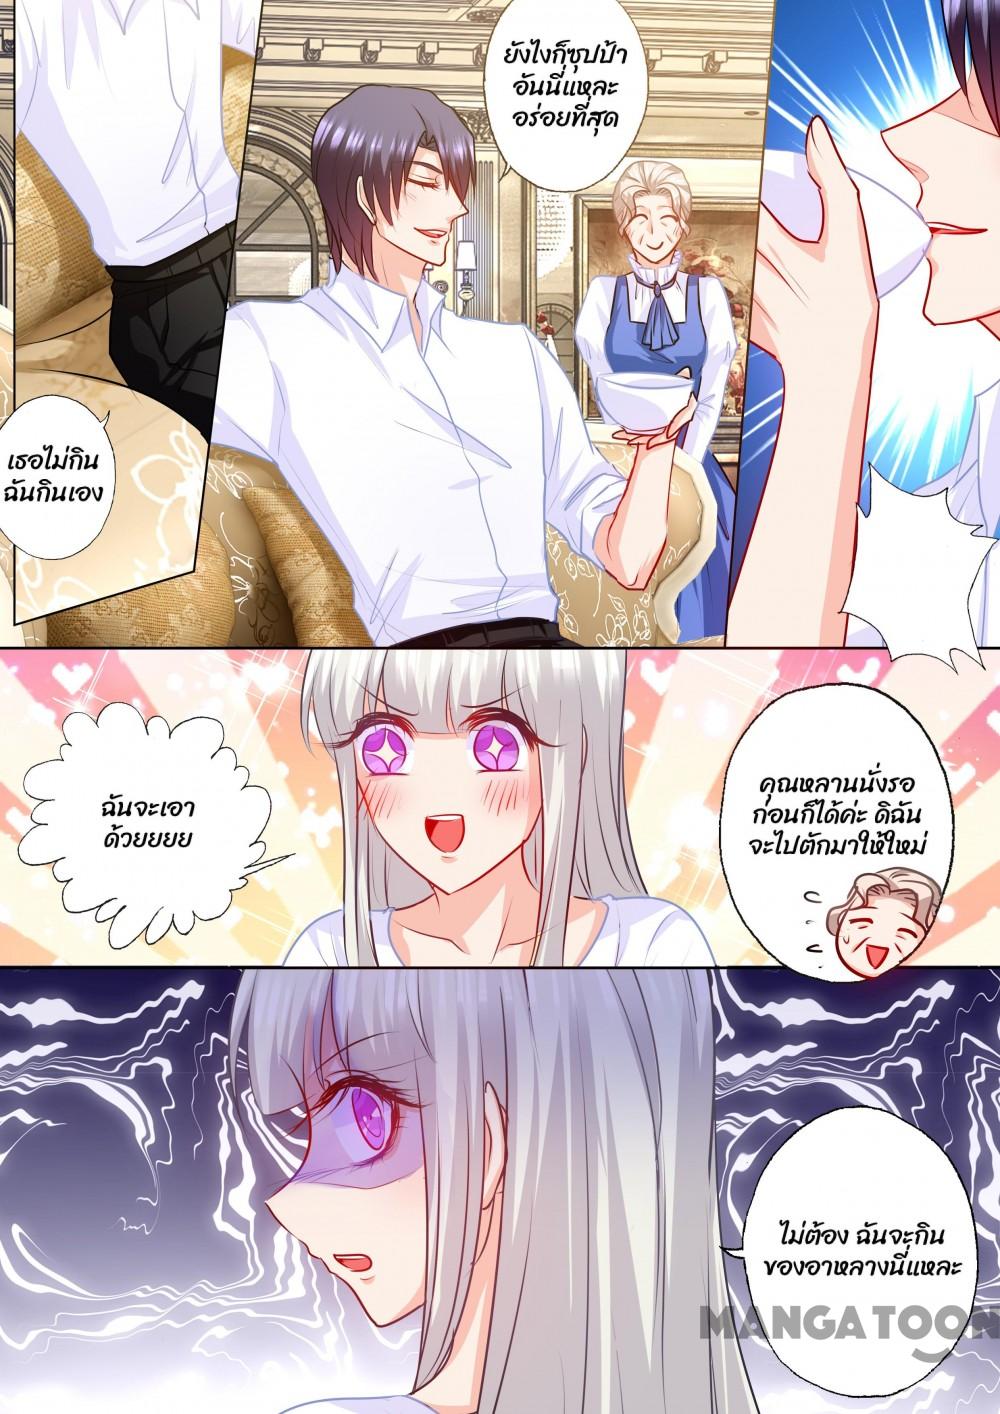 เธอไม่กิน
ฉันกินเอง
ยังไงก็ซุปป้า
อันนี่แหละ
อร่อยที่สุด
ฉันจะเอา
ด้วยยยย
คุณหลานนั่งรอ
ก่อนก็ได้ค่ะ ดิฉัน
จะไปตักมาให้ใหม่
ไม่ต้อง ฉันจะกิน
ของอาหลางนี่แหละ
MANGATOON